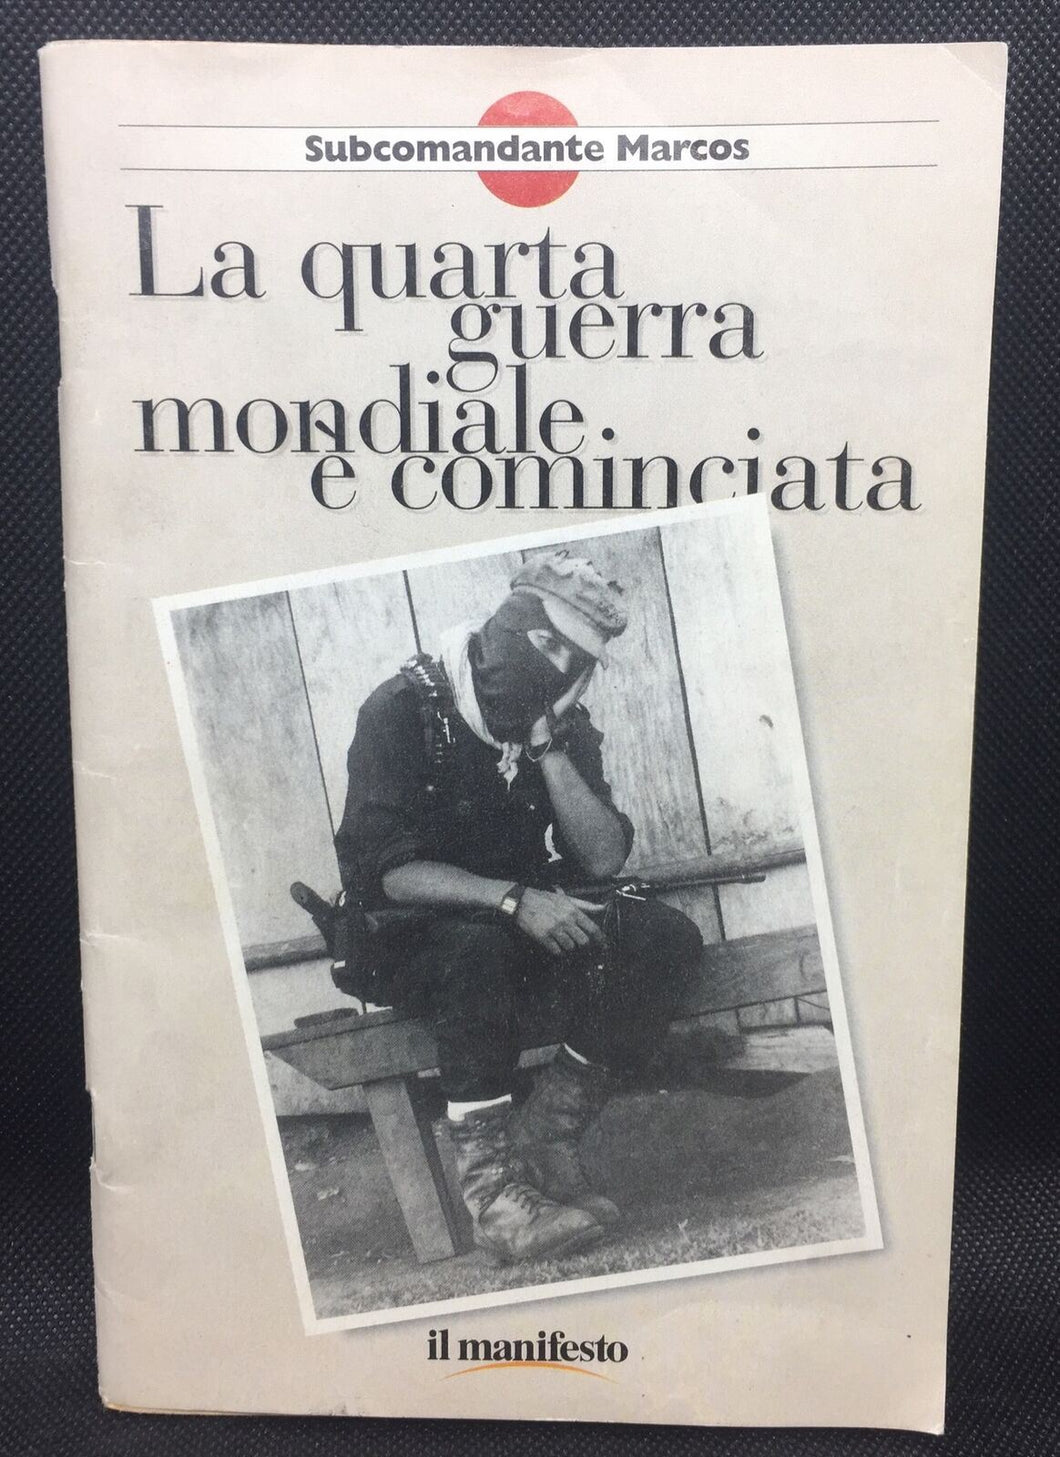 Subcomandante Marcos
La quarta
guerra
mondiale
è cominciata
il manifesto